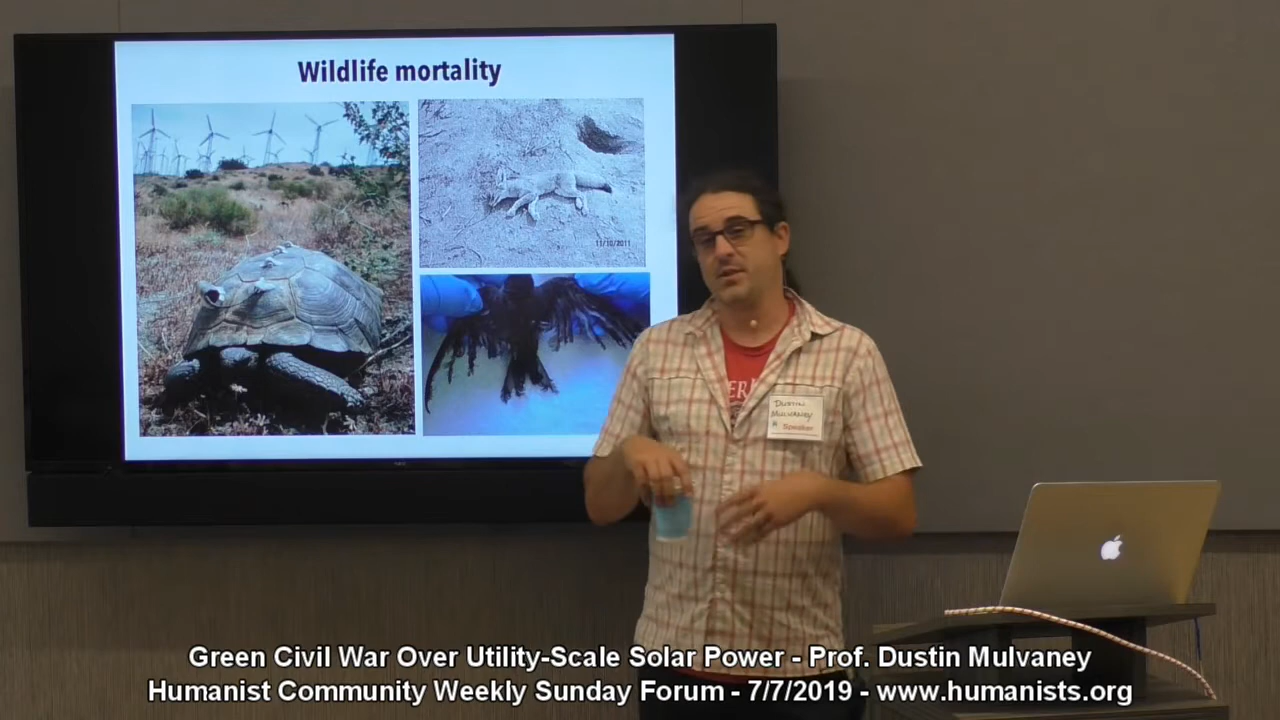 Wildlife mortality
11/10/2011
DUSTIN
MULVANEY
Speaker
Green Civil War Over Utility-Scale Solar Power - Prof. Dustin Mulvaney
Humanist Community Weekly Sunday Forum - 7/7/2019 - www.humanists.org